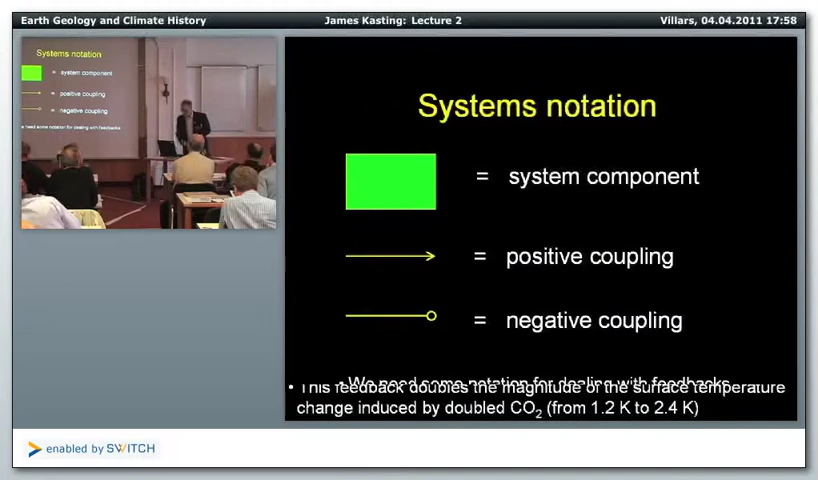 Earth Geology and Climate History
James Kasting: Lecture 2
Villars, 04.04.2011 17:58
Systems notation
= system component
= positive coupling
= negative coupling
Systems notation
= system component
= positive coupling
= negative coupling
• We need some notation for dealing with feedbacks
• This feedback doubles the magnitude of the surface temperature
change induced by doubled CO2 (from 1.2 K to 2.4 K)
enabled by SWITCH